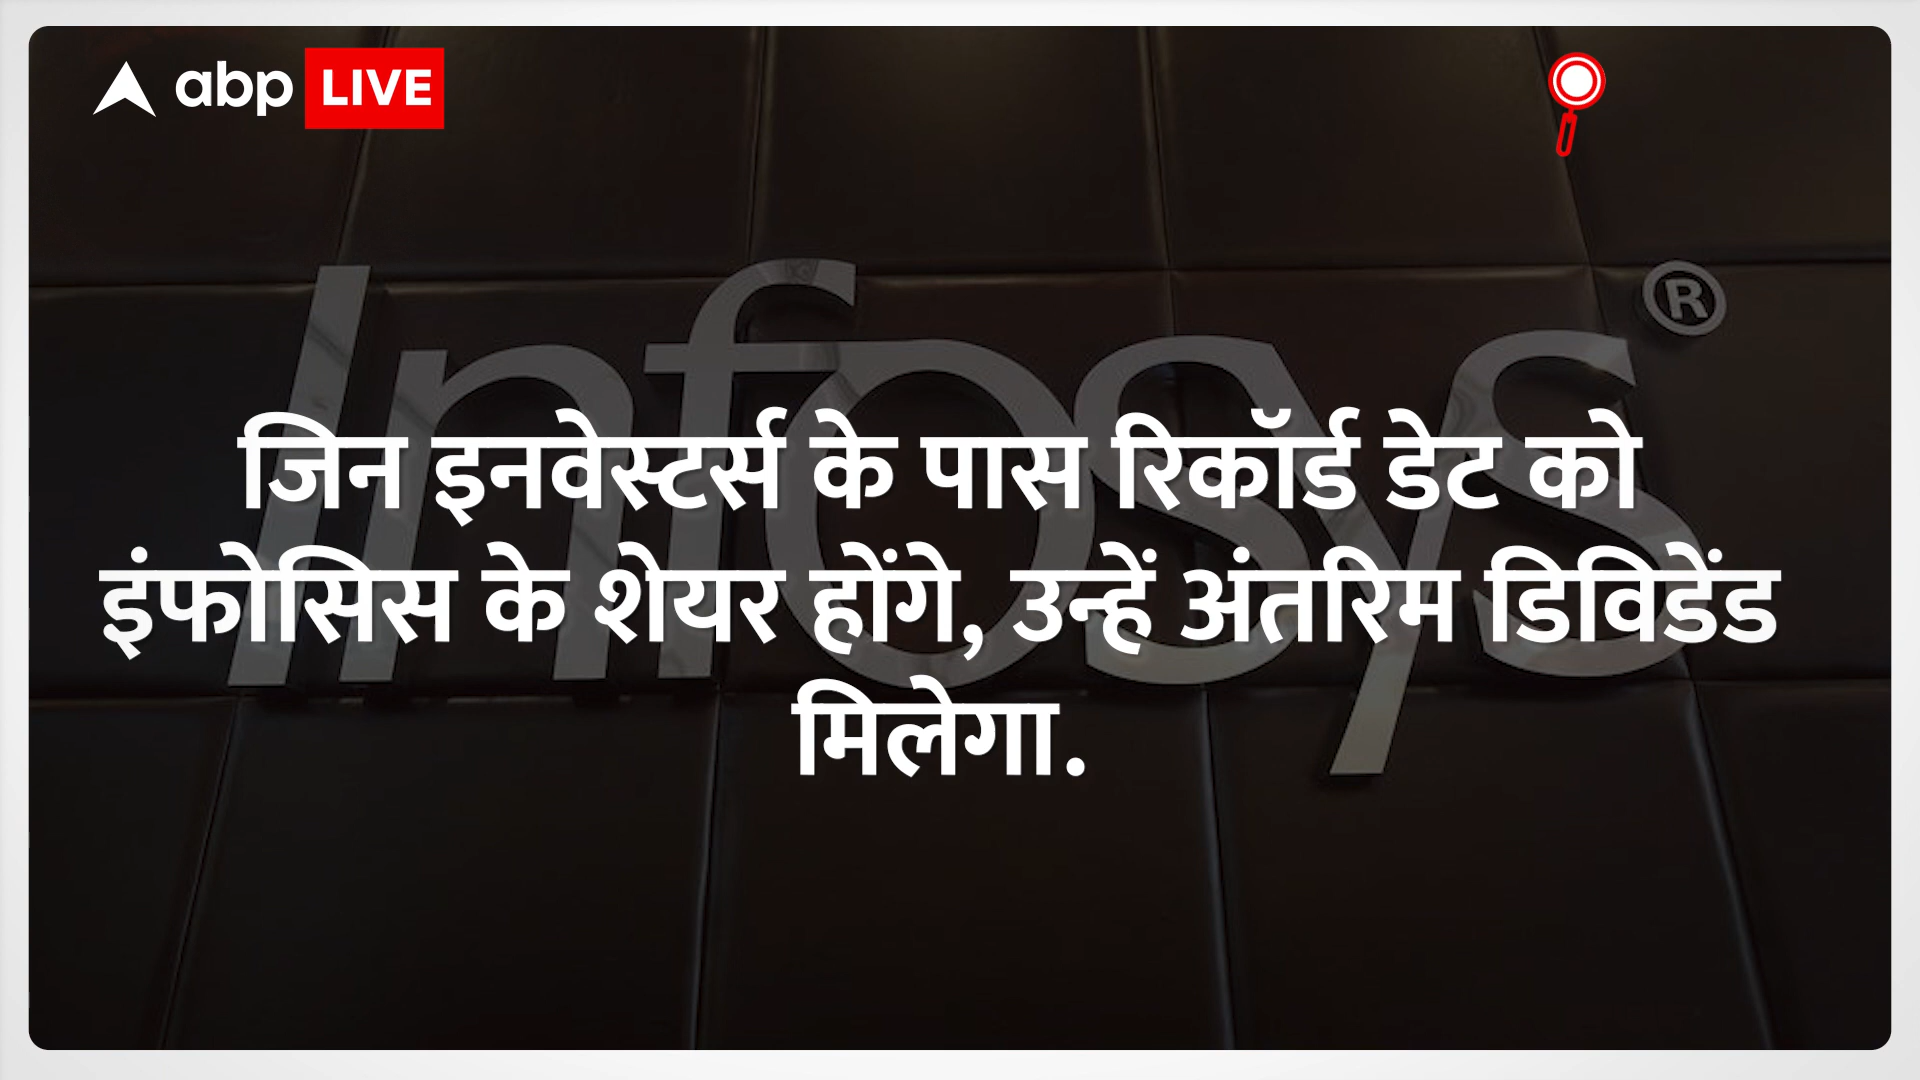 abp LIVE
Infosys®
जिन इनवेस्टर्स के पास रिकॉर्ड डेट को
इंफोसिस के शेयर होंगे, उन्हें अंतरिम डिविडेंड
मिलेगा.